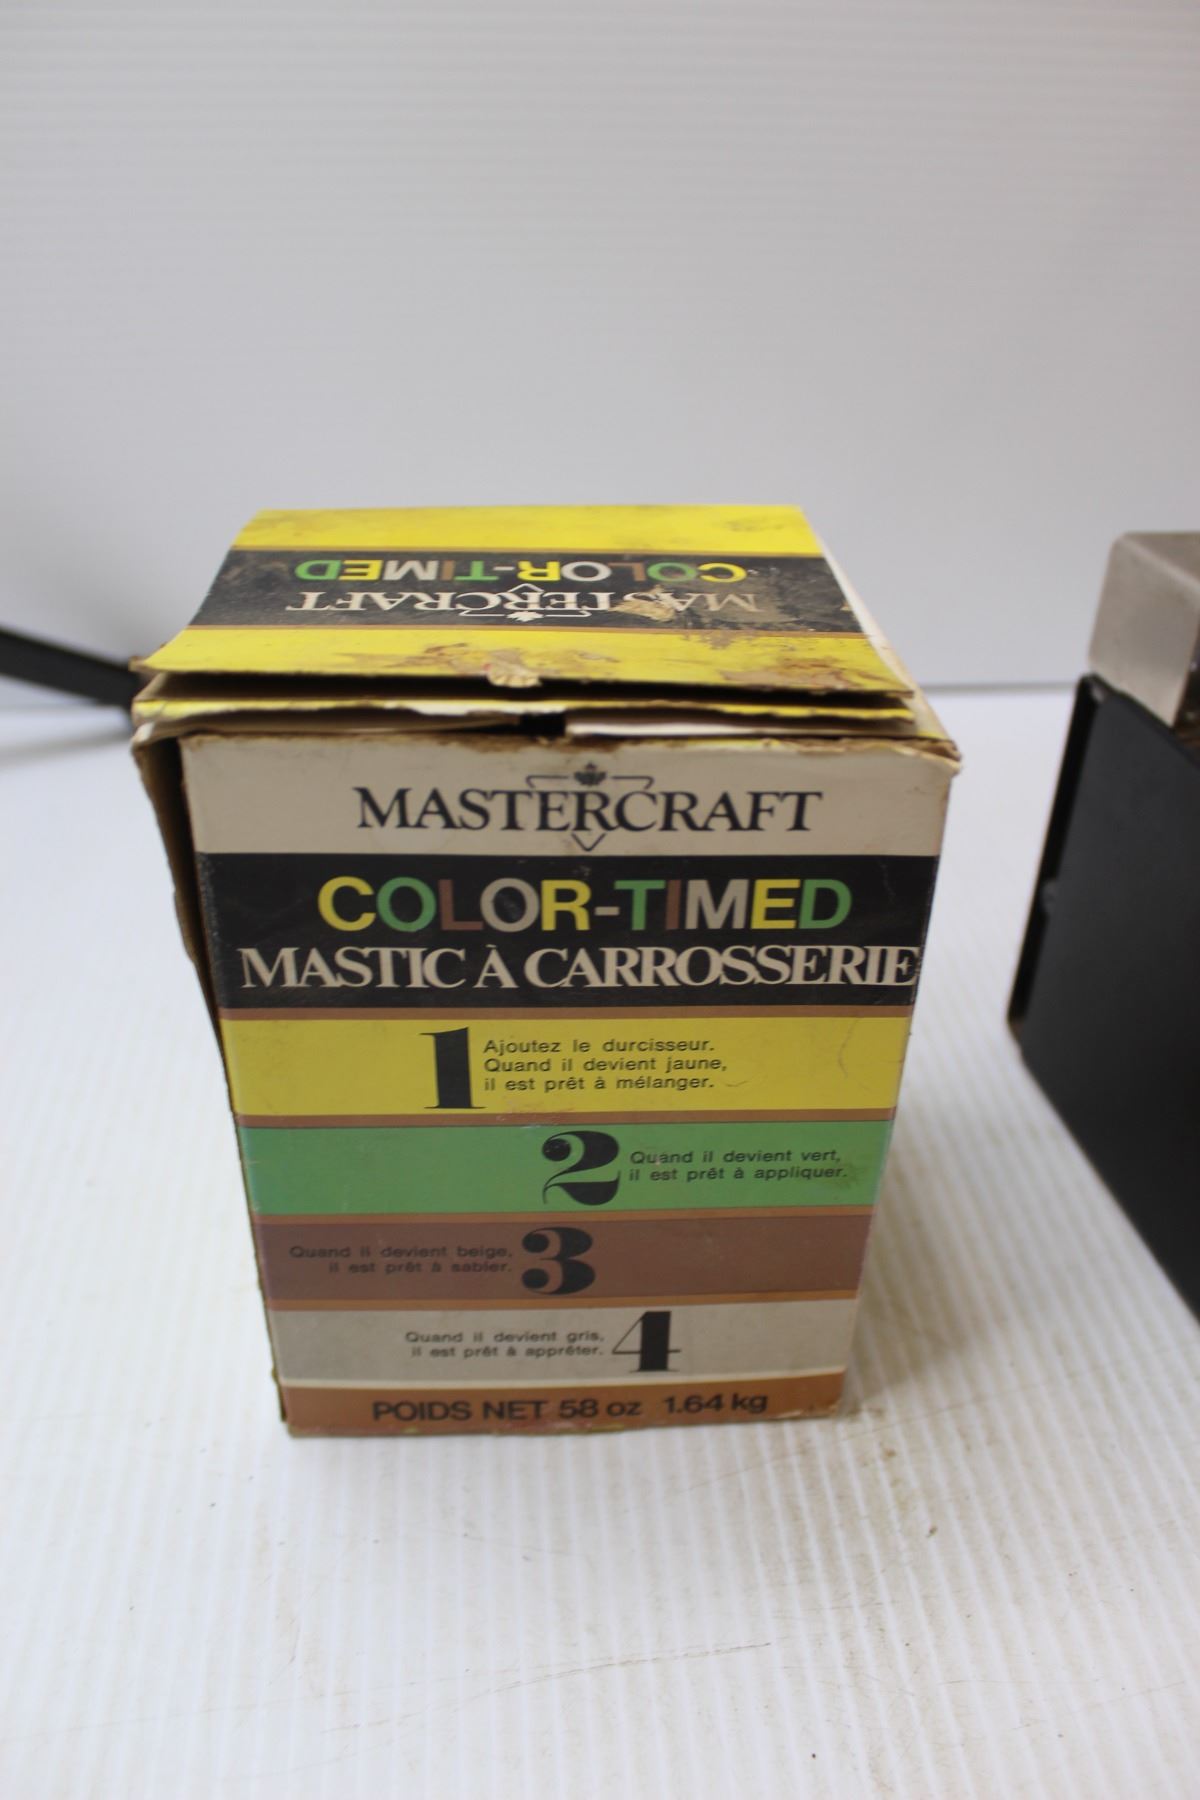 COLOR-TIMED
MASTERCRAFT
MASTERCRAFT
COLOR-TIMED
MASTIC À CARROSSERIE
1 Ajoutez le durcisseur.
Quand il devient jaune,
il est prêt à mélanger.
2 Quand il devient vert,
il est prêt à appliquer.
Quand il devient beige, 3
il est prêt à sabler.
Quand il devient gris, 4
il est prêt à apprêter.
POIDS NET 58 oz 1.64 kg